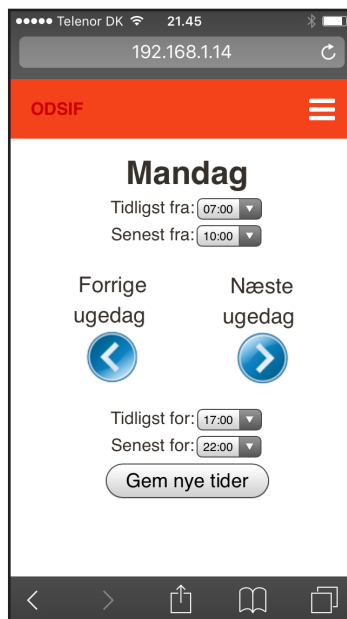 Telenor DK 21.45
192.168.1.14
ODSIF
Mandag
Tidligst fra: 07:00
Senest fra: 10:00
Forrige ugedag
Næste ugedag
Tidligst for: 17:00
Senest for: 22:00
Gem nye tider